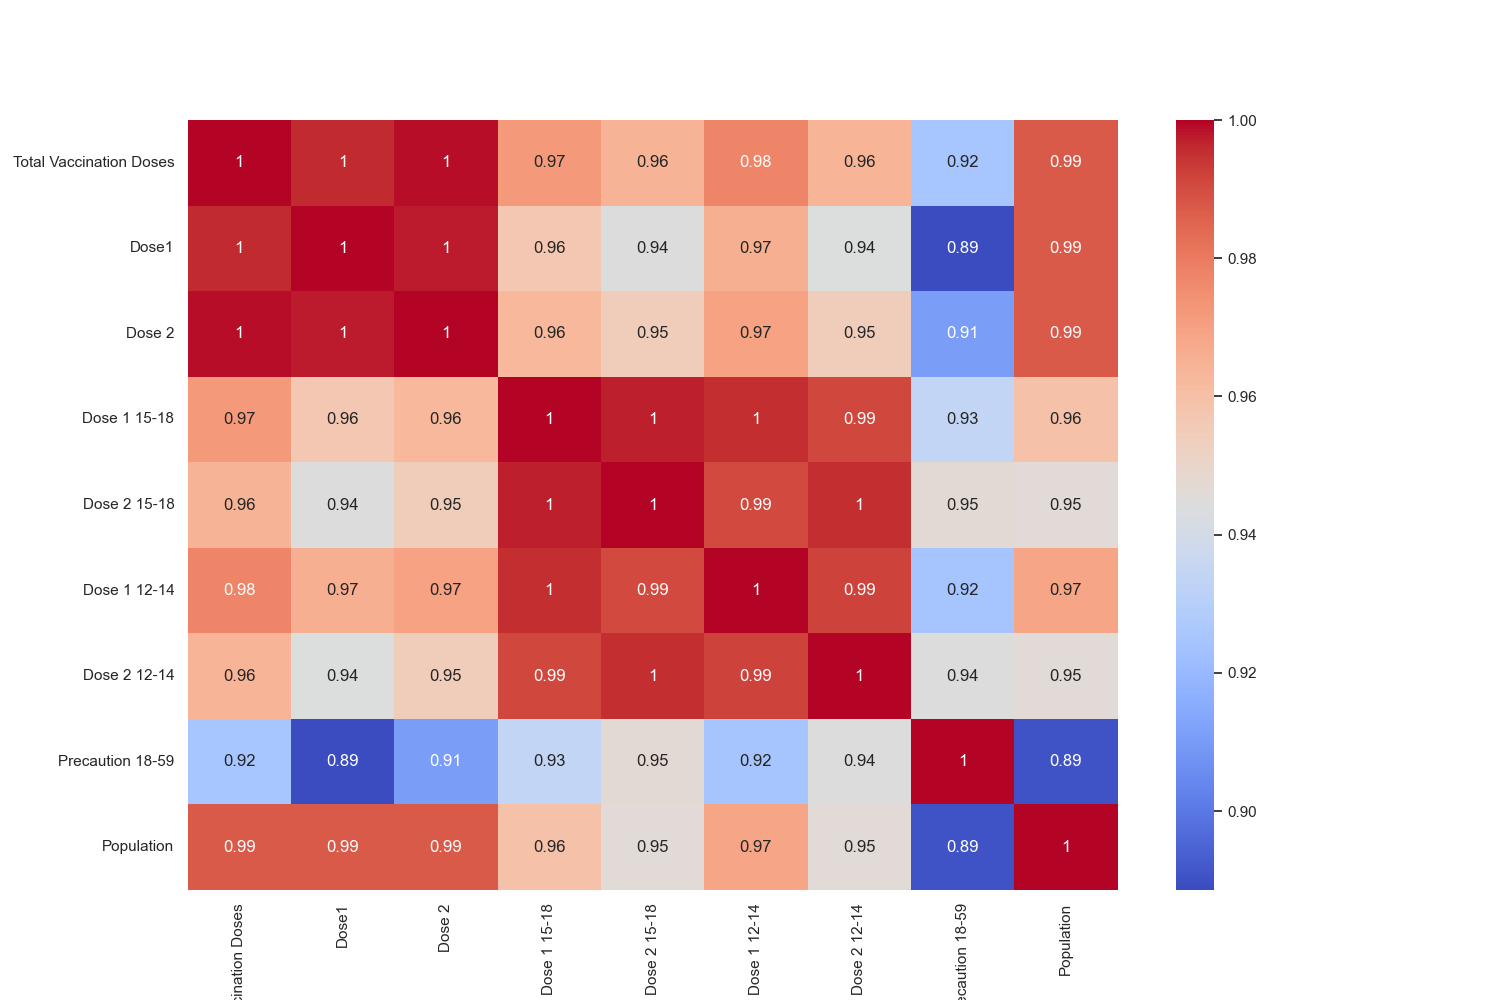 Total Vaccination Doses 1 1 1 0.97 0.96 0.98 0.96 0.92 0.99
Dose1 1 1 1 0.96 0.94 0.97 0.94 0.89 0.99
Dose 2 1 1 1 0.96 0.95 0.97 0.95 0.91 0.99
Dose 1 15-18 0.97 0.96 0.96 1 1 1 0.99 0.93 0.96
Dose 2 15-18 0.96 0.94 0.95 1 1 0.99 1 0.95 0.95
Dose 1 12-14 0.98 0.97 0.97 1 0.99 1 0.99 0.92 0.97
Dose 2 12-14 0.96 0.94 0.95 0.99 1 0.99 1 0.94 0.95
Precaution 18-59 0.92 0.89 0.91 0.93 0.95 0.92 0.94 1 0.89
Population 0.99 0.99 0.99 0.96 0.95 0.97 0.95 0.89 1
cination Doses
Dose1
Dose 2
Dose 1 15-18
Dose 2 15-18
Dose 1 12-14
Dose 2 12-14
ecaution 18-59
Population
1.00
0.98
0.96
0.94
0.92
0.90